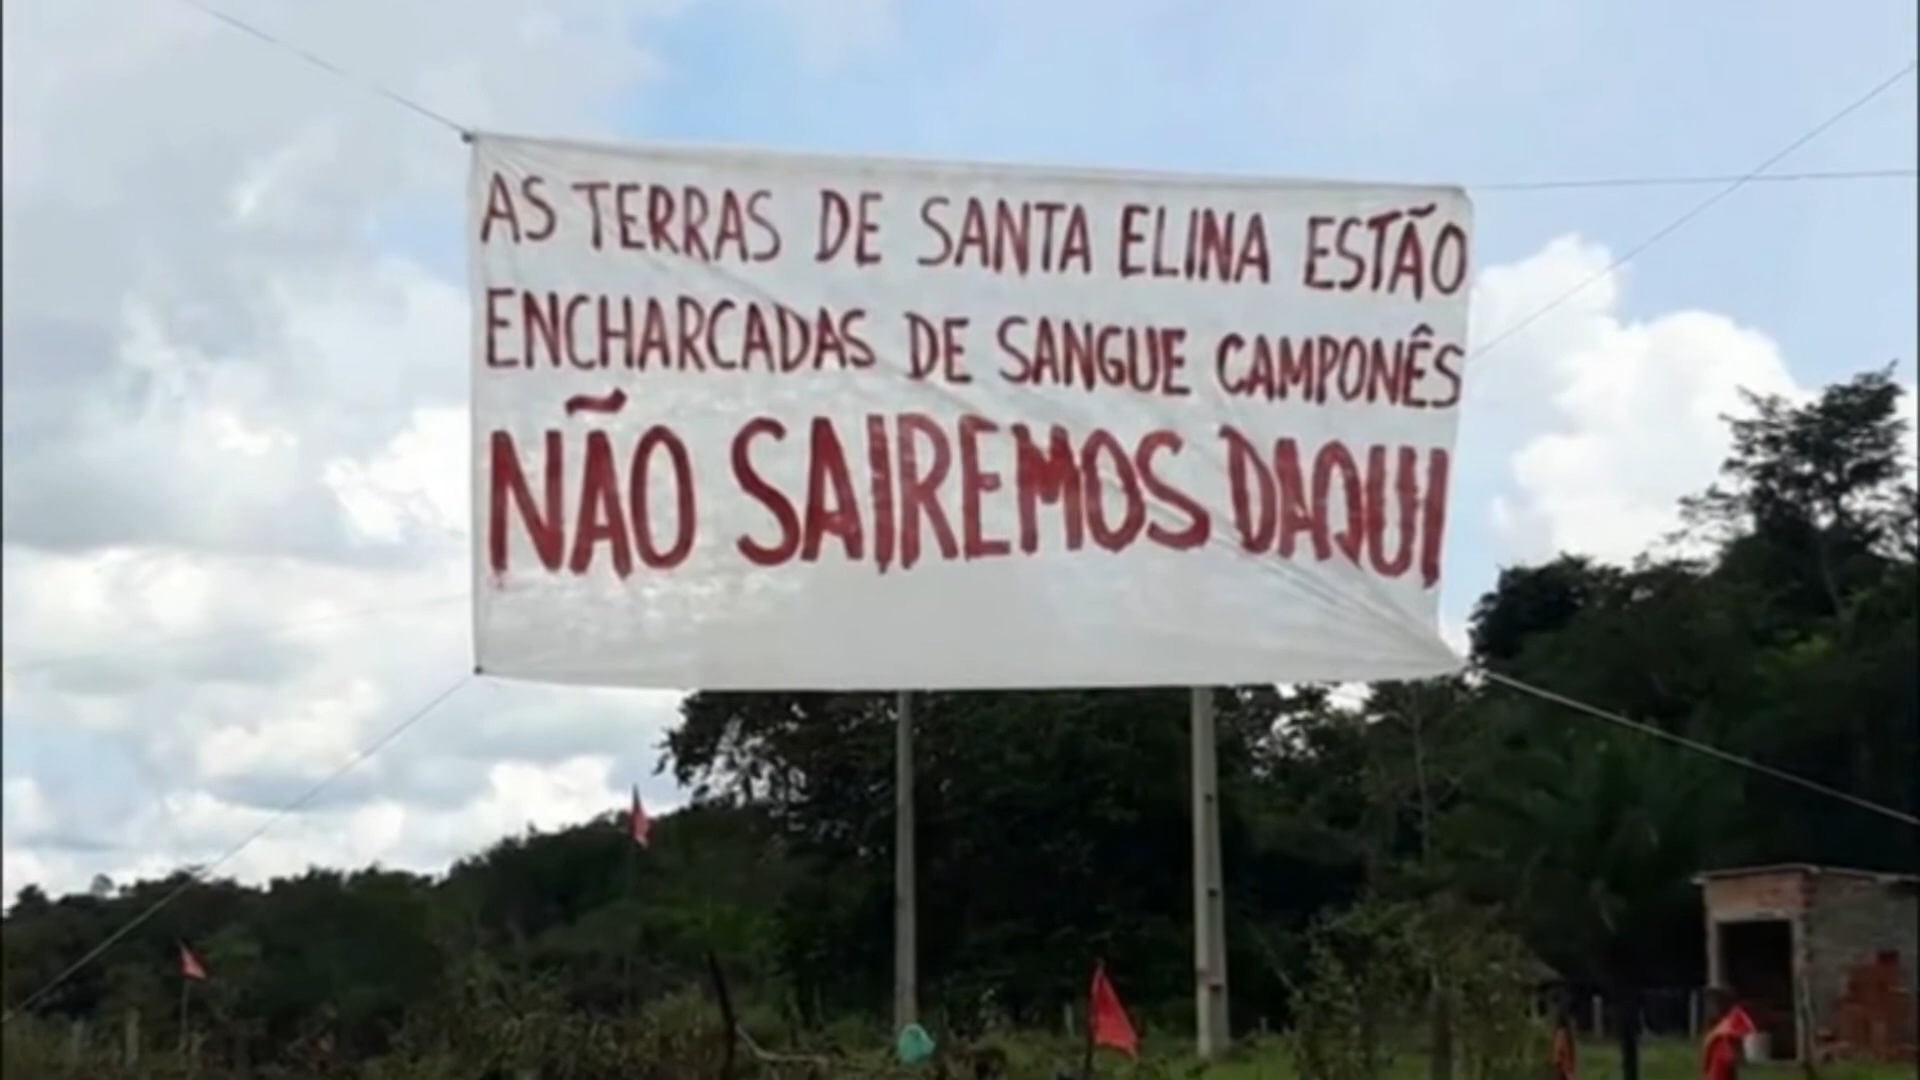 AS TERRAS DE SANTA ELINA ESTÃO
ENCHARCADAS DE SANGUE CAMPONÊS
NÃO SAIREMOS DAQUI